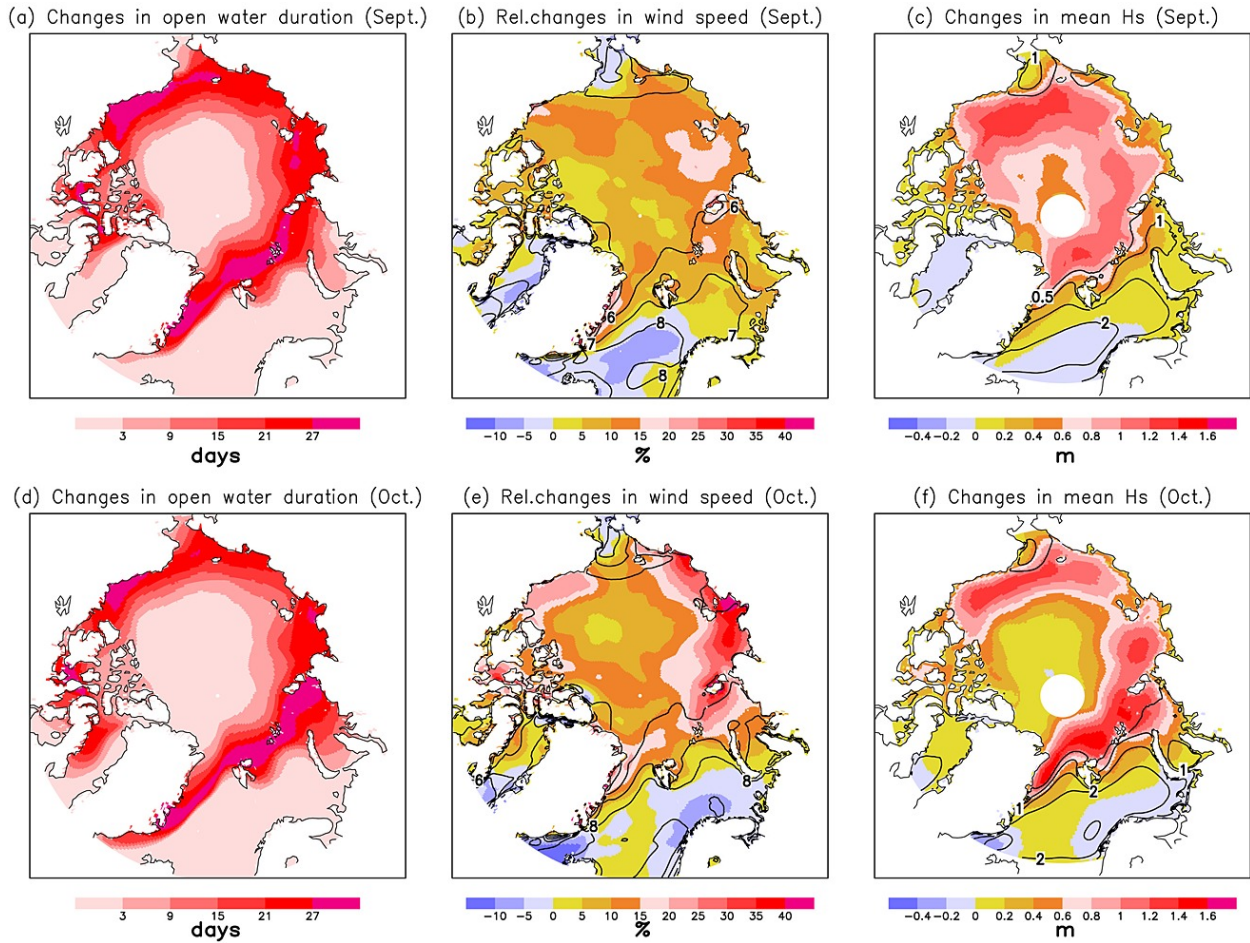 (a) Changes in open water duration (Sept.)
(b) Rel.changes in wind speed (Sept.)
(c) Changes in mean Hs (Sept.)
6
6
7
8
8
7
1
1
0.5
2
3 9 15 21 27
days
−10 −5 0 5 10 15 20 25 30 35 40
%
−0.4 −0.2 0 0.2 0.4 0.6 0.8 1 1.2 1.4 1.6
m
(d) Changes in open water duration (Oct.)
(e) Rel.changes in wind speed (Oct.)
(f) Changes in mean Hs (Oct.)
6
8
8
1
2
1
2
3 9 15 21 27
days
−10 −5 0 5 10 15 20 25 30 35 40
%
−0.4 −0.2 0 0.2 0.4 0.6 0.8 1 1.2 1.4 1.6
m